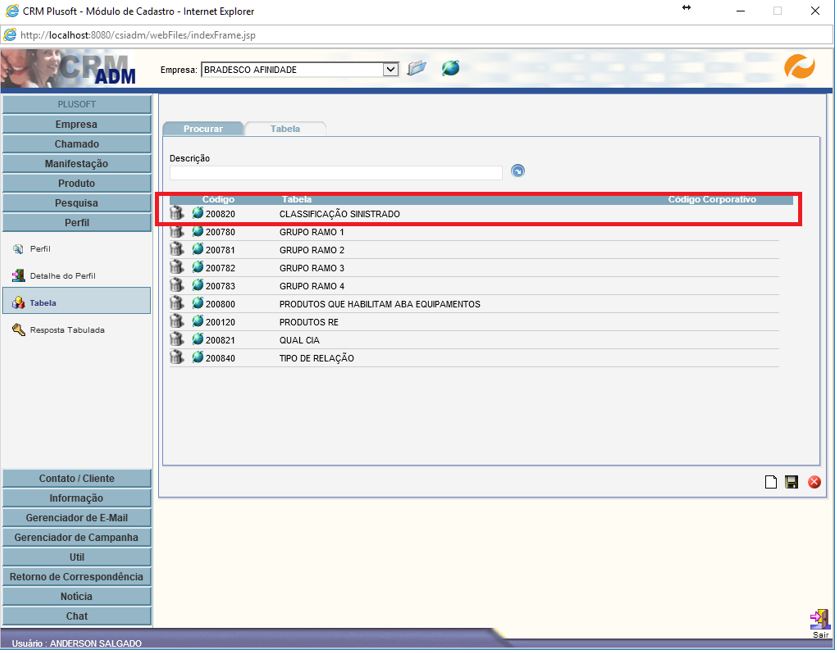 CRM Plusoft - Módulo de Cadastro - Internet Explorer
http://localhost:8080/csiadm/webFiles/indexFrame.jsp
CRM ADM
Empresa: BRADESCO AFINIDADE
PLUSOFT
Empresa
Chamado
Manifestação
Produto
Pesquisa
Perfil
Perfil
Detalhe do Perfil
Tabela
Resposta Tabulada
Contato / Cliente
Informação
Gerenciador de E-Mail
Gerenciador de Campanha
Util
Retorno de Correspondência
Notícia
Chat
Procurar Tabela
Descrição
Código Tabela Código Corporativo
200820 CLASSIFICAÇÃO SINISTRADO
200780 GRUPO RAMO 1
200781 GRUPO RAMO 2
200782 GRUPO RAMO 3
200783 GRUPO RAMO 4
200800 PRODUTOS QUE HABILITAM ABA EQUIPAMENTOS
200120 PRODUTOS RE
200821 QUAL CIA
200840 TIPO DE RELAÇÃO
Sair
Usuário : ANDERSON SALGADO